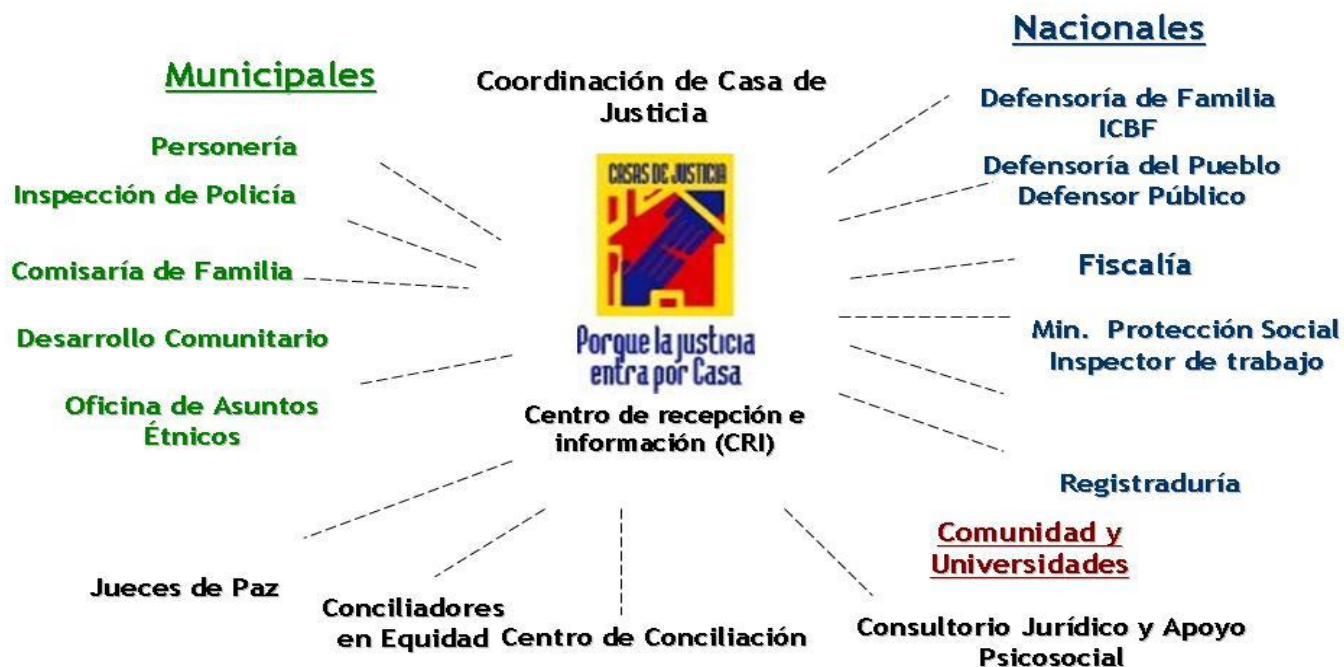 Nacionales
Municipales
Coordinación de Casa de
Justicia
Defensoría de Familia
ICBF
Personería
Defensoría del Pueblo
Defensor Público
Inspección de Policía
CASAS DE JUSTICIA
Fiscalía
Comisaría de Familia
Desarrollo Comunitario
Porque la justicia
entra por Casa
Min. Protección Social
Inspector de trabajo
Oficina de Asuntos
Étnicos
Centro de recepción e
información (CRI)
Registraduría
Comunidad y
Universidades
Jueces de Paz
Conciliadores
en Equidad
Centro de Conciliación
Consultorio Jurídico y Apoyo
Psicosocial